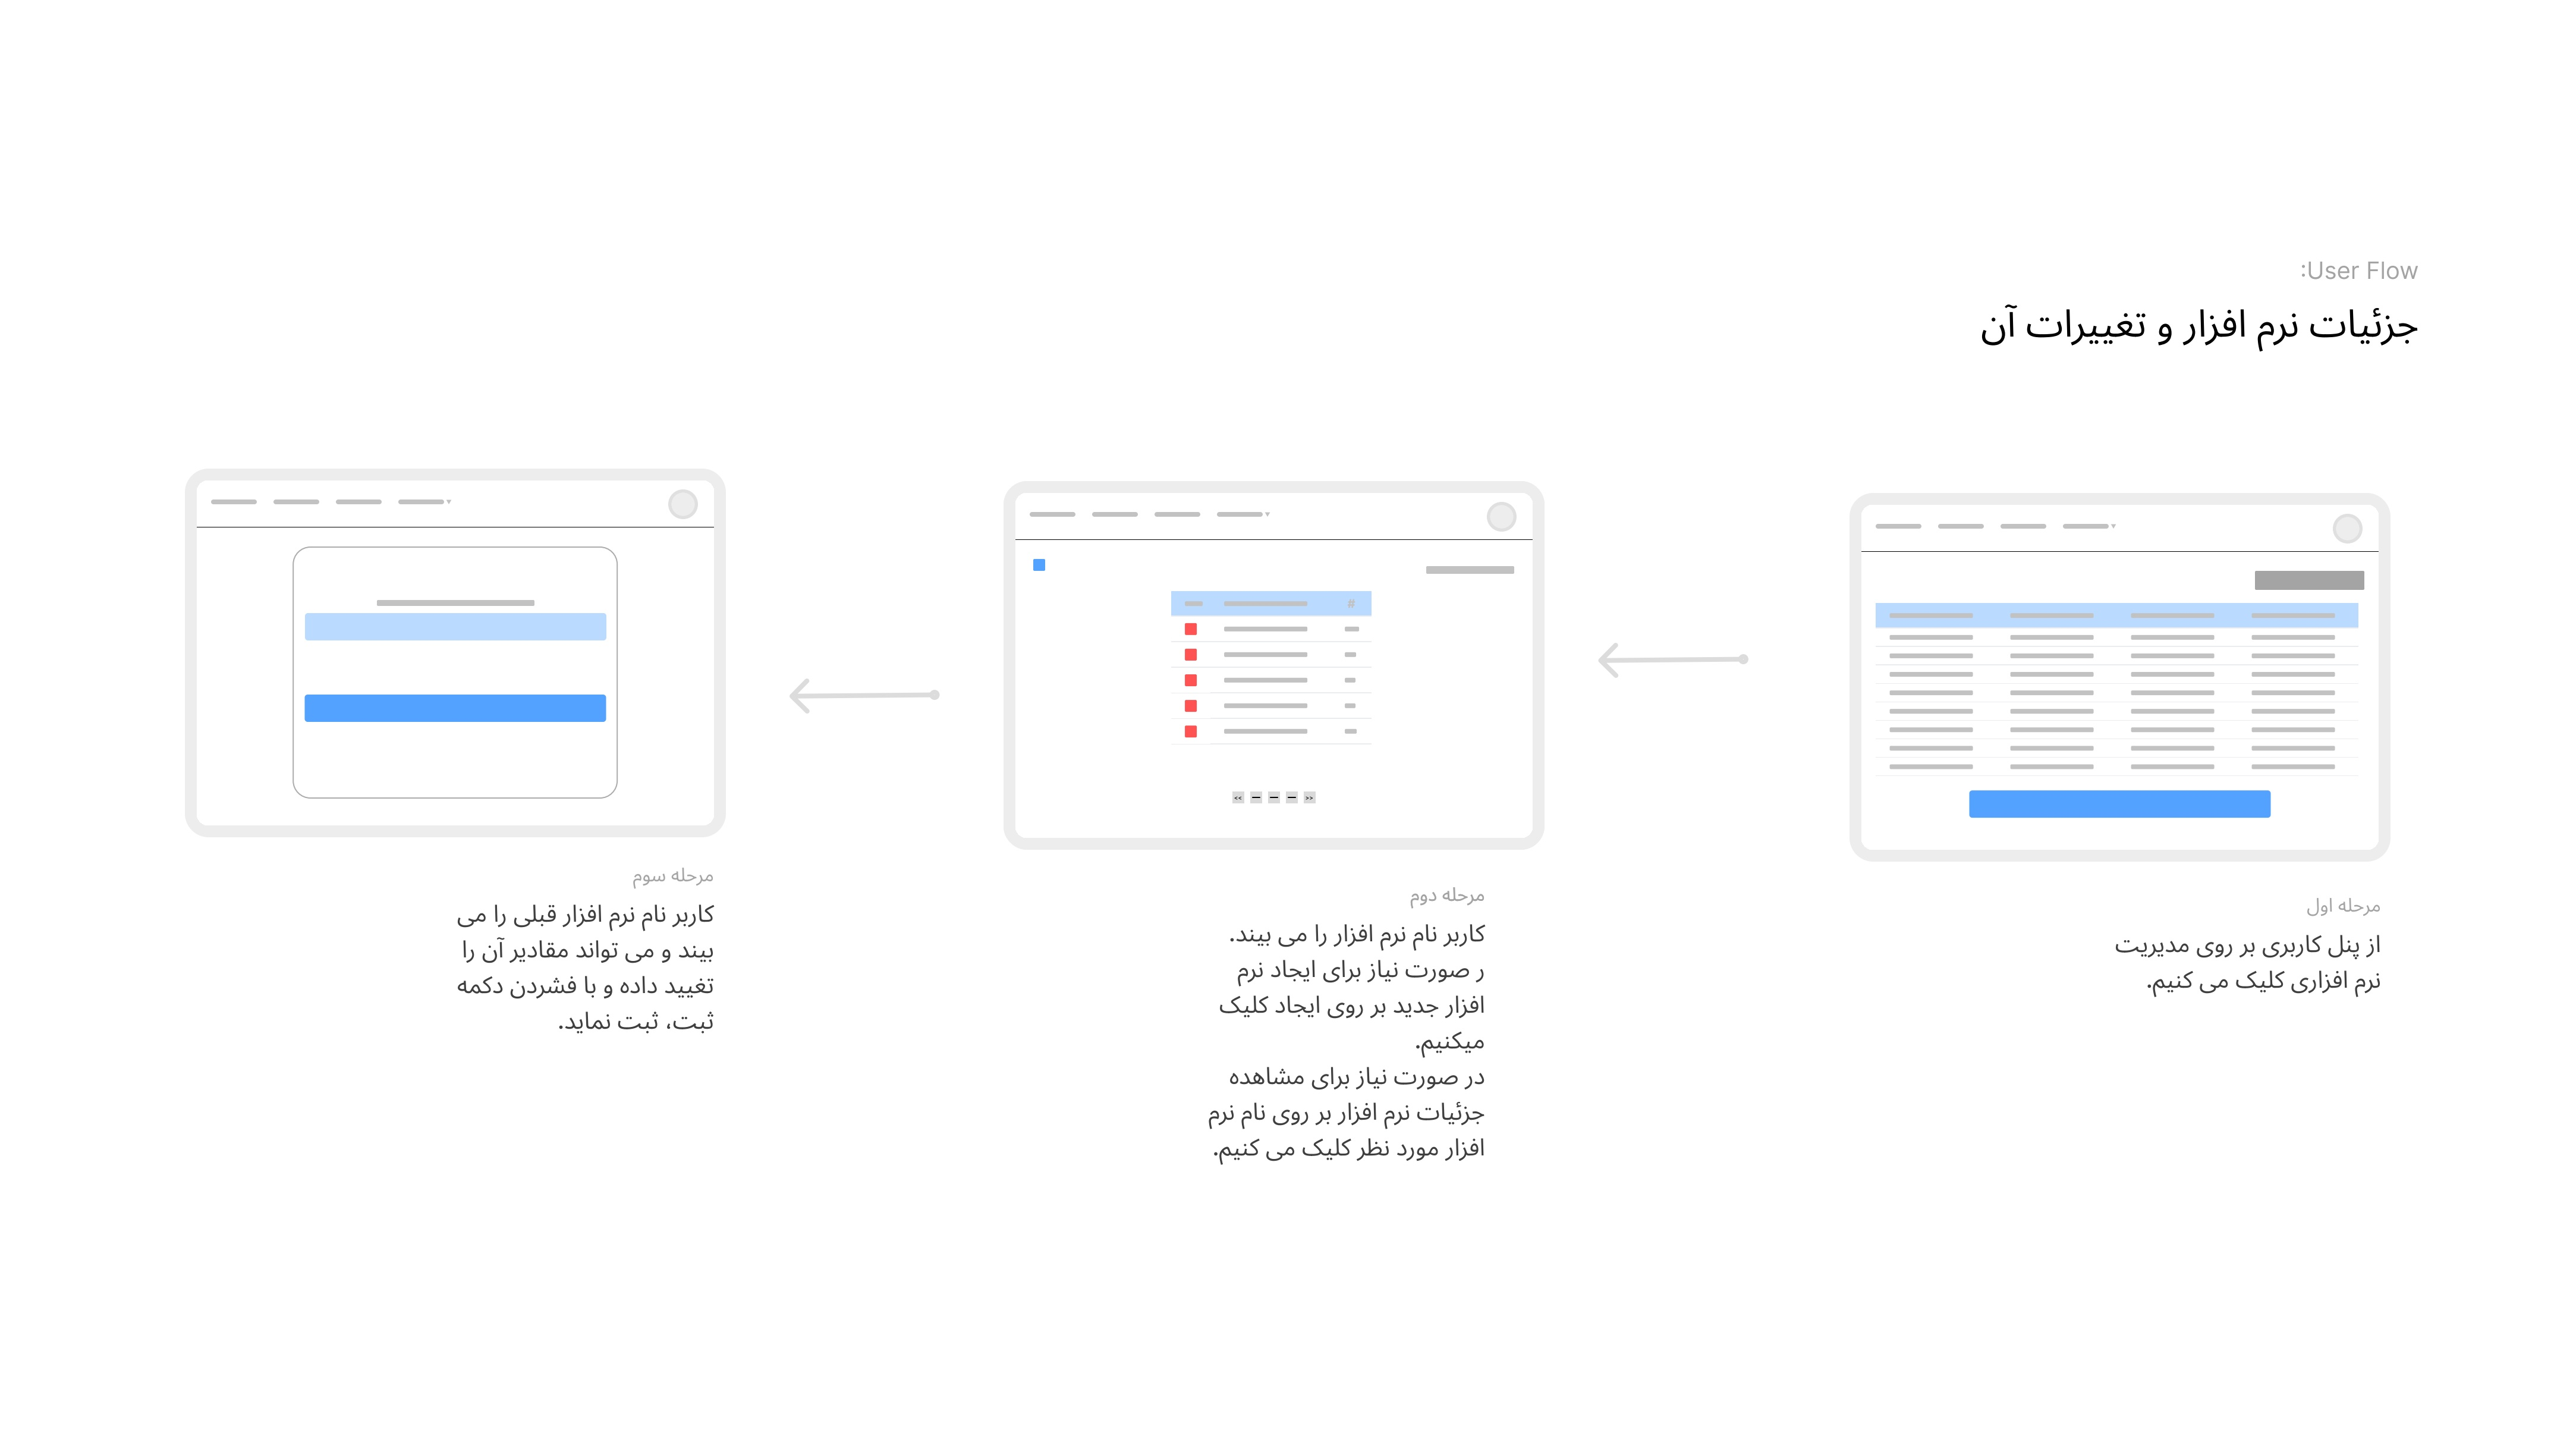 User Flow:
جزئیات نرم افزار و تغییرات آن
#
<< >>
مرحله اول
از پنل کاربری بر روی مدیریت
نرم افزاری کلیک می کنیم.
مرحله دوم
کاربر نام نرم افزار را می بیند.
ر صورت نیاز برای ایجاد نرم
افزار جدید بر روی ایجاد کلیک
میکنیم.
در صورت نیاز برای مشاهده
جزئیات نرم افزار بر روی نام نرم
افزار مورد نظر کلیک می کنیم.
مرحله سوم
کاربر نام نرم افزار قبلی را می
بیند و می تواند مقادیر آن را
تغیید داده و با فشردن دکمه
ثبت، ثبت نماید.